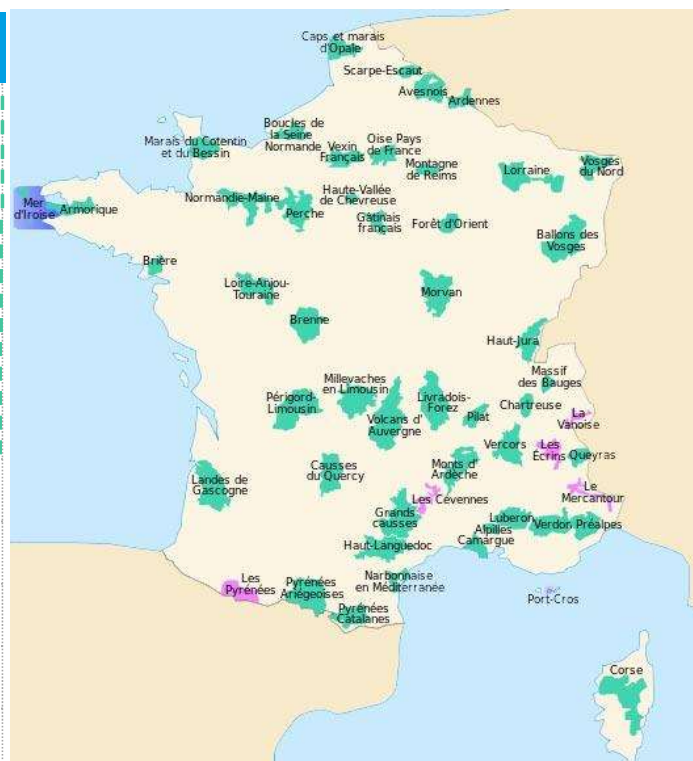 Caps et marais
d'Opale
Scarpe-Escaut
Avesnois
Ardennes
Boucles de
la Seine
Normande
Marais du Cotentin
et du Bessin
Vexin
Français
Oise Pays
de France
Montagne
de Reims
Lorraine
Vosges
du Nord
Mer
d'Iroise
Armorique
Normandie-Maine
Perche
Haute-Vallée
de Chevreuse
Gâtinais
français
Forêt d'Orient
Ballons des
Vosges
Brière
Loire-Anjou-
Touraine
Brenne
Morvan
Haut-Jura
Massif
des Bauges
Périgord-
Limousin
Millevaches
en Limousin
Volcans d'
Auvergne
Livradois-
Forez
Pilat
Chartreuse
La
Vanoise
Vercors
Les
Écrins
Queyras
Landes de
Gascogne
Causses
du Quercy
Monts d'
Ardèche
Les Cévennes
Le
Mercantour
Grands
causses
Luberon
Alpilles
Camargue
Verdon
Préalpes
Haut-Languedoc
Les
Pyrénées
Pyrénées
Ariégeoises
Narbonnaise
en Méditerranée
Pyrénées
Catalanes
Port-Cros
Corse